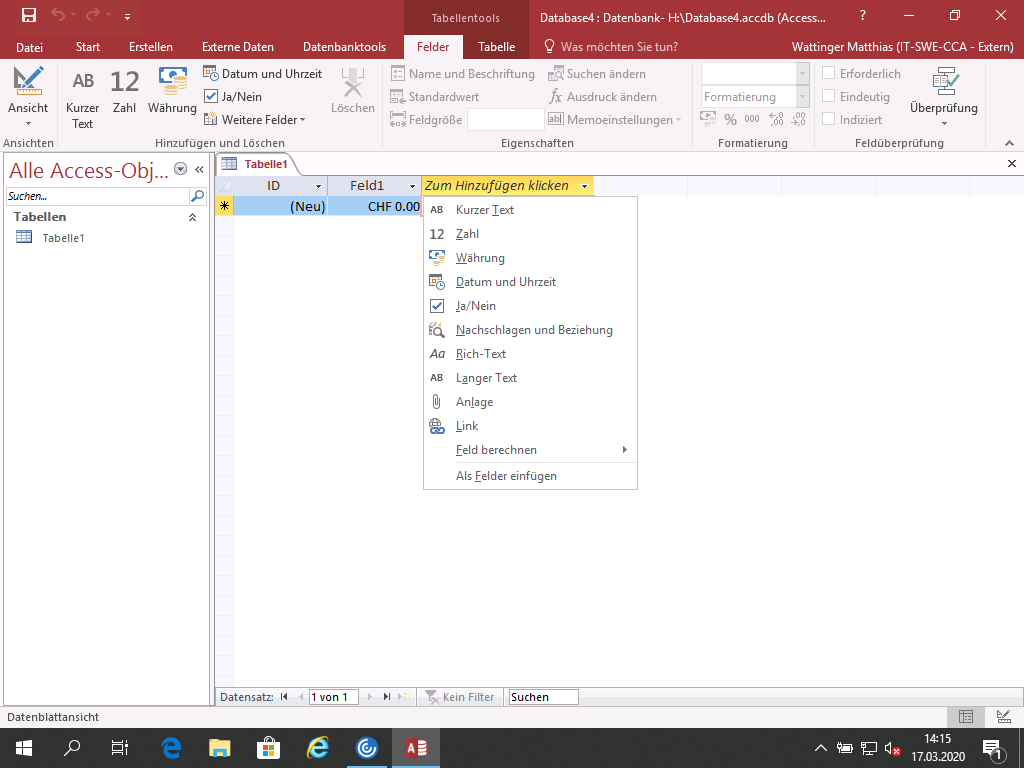 Tabellentools
Database4 : Datenbank- H:\Database4.accdb (Access...
?
Datei
Start
Erstellen
Externe Daten
Datenbanktools
Felder
Tabelle
Was möchten Sie tun?
Wattinger Matthias (IT-SWE-CCA - Extern)
Ansicht
Ansichten
AB
Kurzer
Text
12
Zahl
Währung
Datum und Uhrzeit
Ja/Nein
Weitere Felder
Löschen
Hinzufügen und Löschen
Name und Beschriftung
Standardwert
Feldgröße
Suchen ändern
fx Ausdruck ändern
ab Memoeinstellungen
Eigenschaften
Formatierung
% 000 ,00 ,00
Formatierung
Erforderlich
Eindeutig
Indiziert
Überprüfung
Feldüberprüfung
Alle Access-Obj...
Suchen...
Tabellen
Tabelle1
Tabelle1
ID
Feld1
Zum Hinzufügen klicken
(Neu)
CHF 0.00
AB Kurzer Text
12 Zahl
Währung
Datum und Uhrzeit
Ja/Nein
Nachschlagen und Beziehung
Aa Rich-Text
AB Langer Text
Anlage
Link
Feld berechnen
Als Felder einfügen
Datensatz:
1 von 1
Kein Filter
Suchen
Datenblattansicht
14:15
17.03.2020
1